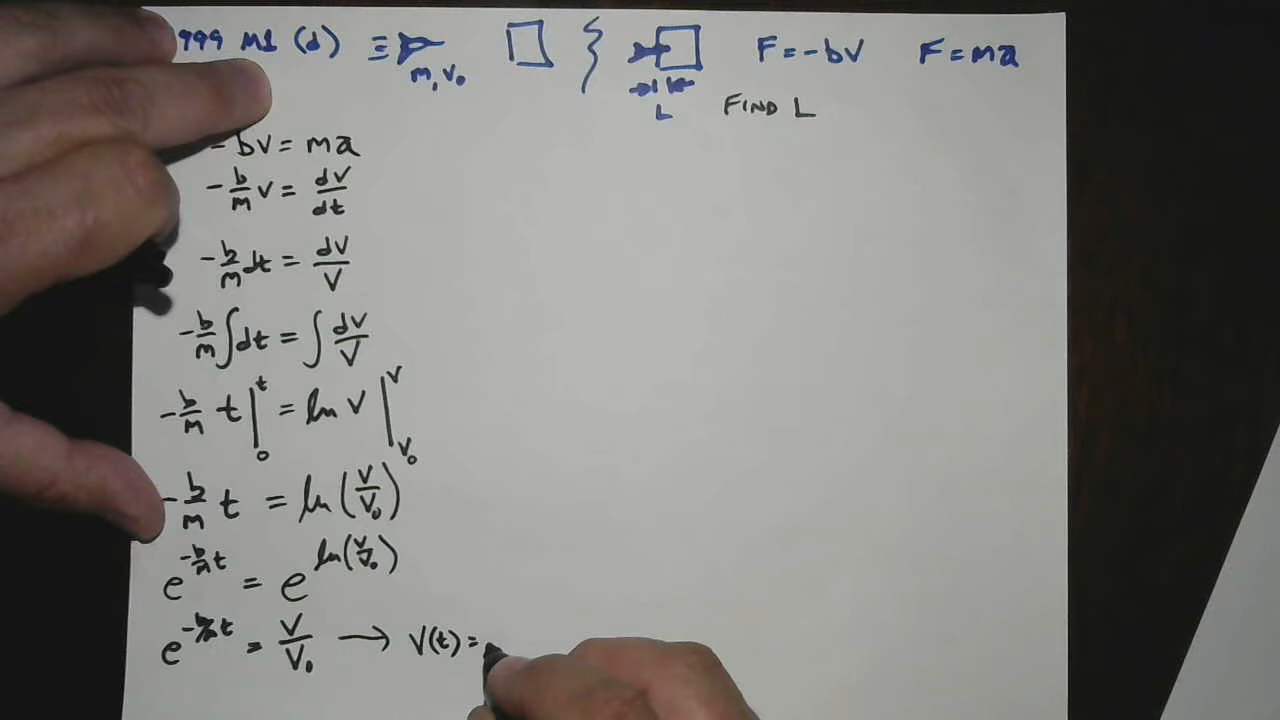 999 M1 (d) ≡ m, v₀ L F=-bv F=ma
FIND L
-bv = ma
-b/m v = dv/dt
-b/m dt = dv/v
-b/m ∫dt = ∫ dv/v
-b/m t |₀ᵗ = ln v |ᵥ₀ᵛ
-b/m t = ln(v/v₀)
e^(-b/m t) = e^(ln(v/v₀))
e^(-b/m t) = v/v₀ → v(t)=